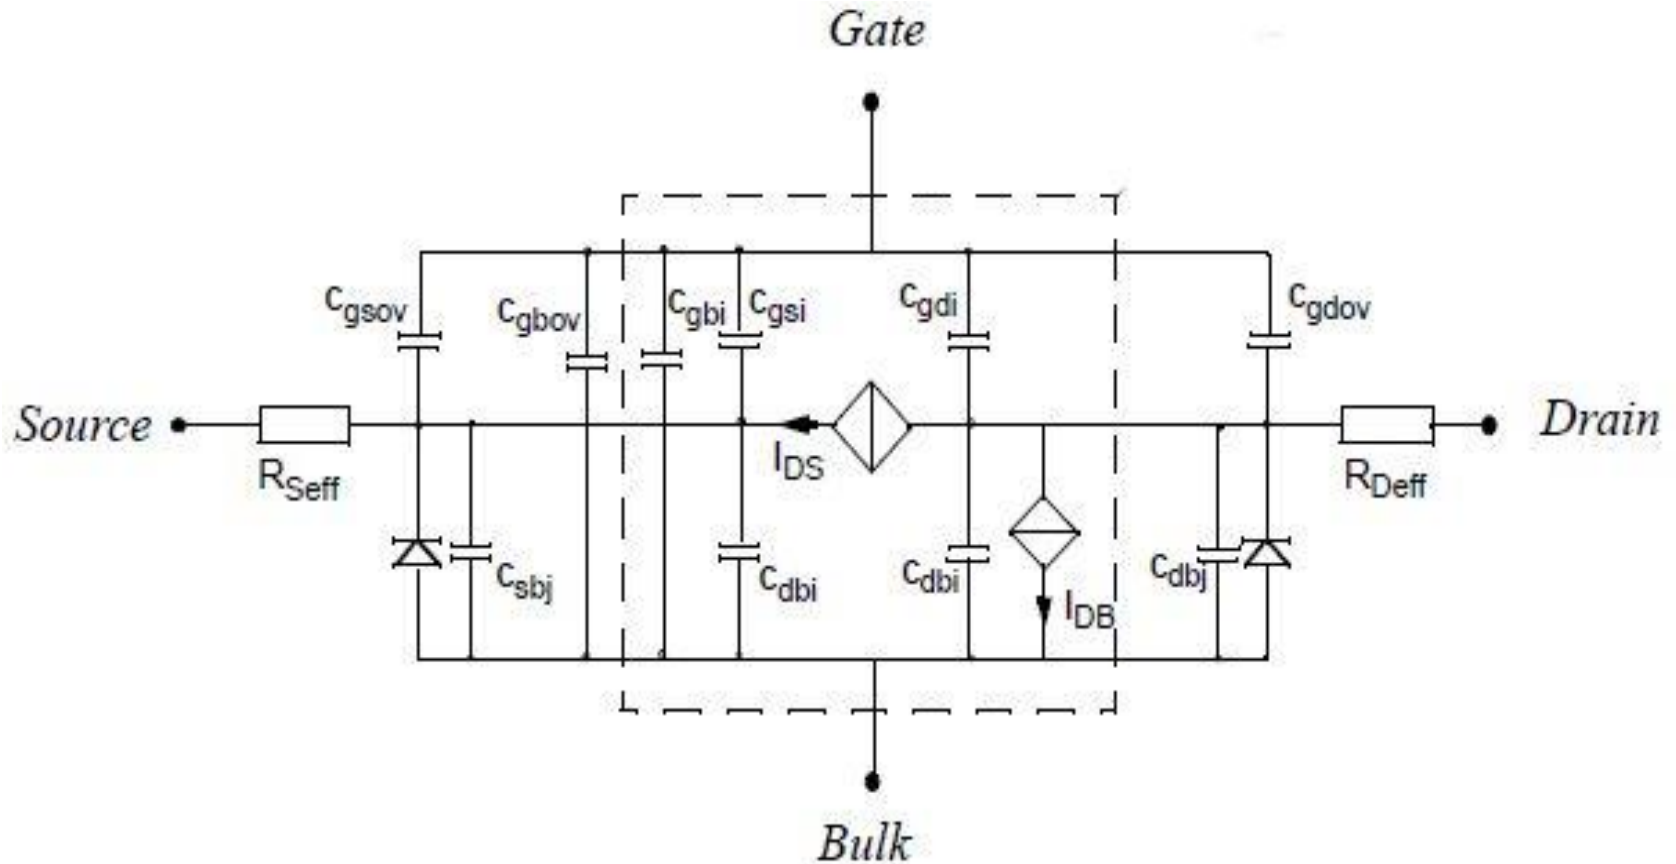 Gate
cgsov
cgbov
cgbi
cgsi
cgdi
cgdov
Source
Drain
RSeff
IDS
RDeff
csbj
cdbi
cdbi
IDB
cdbj
Bulk